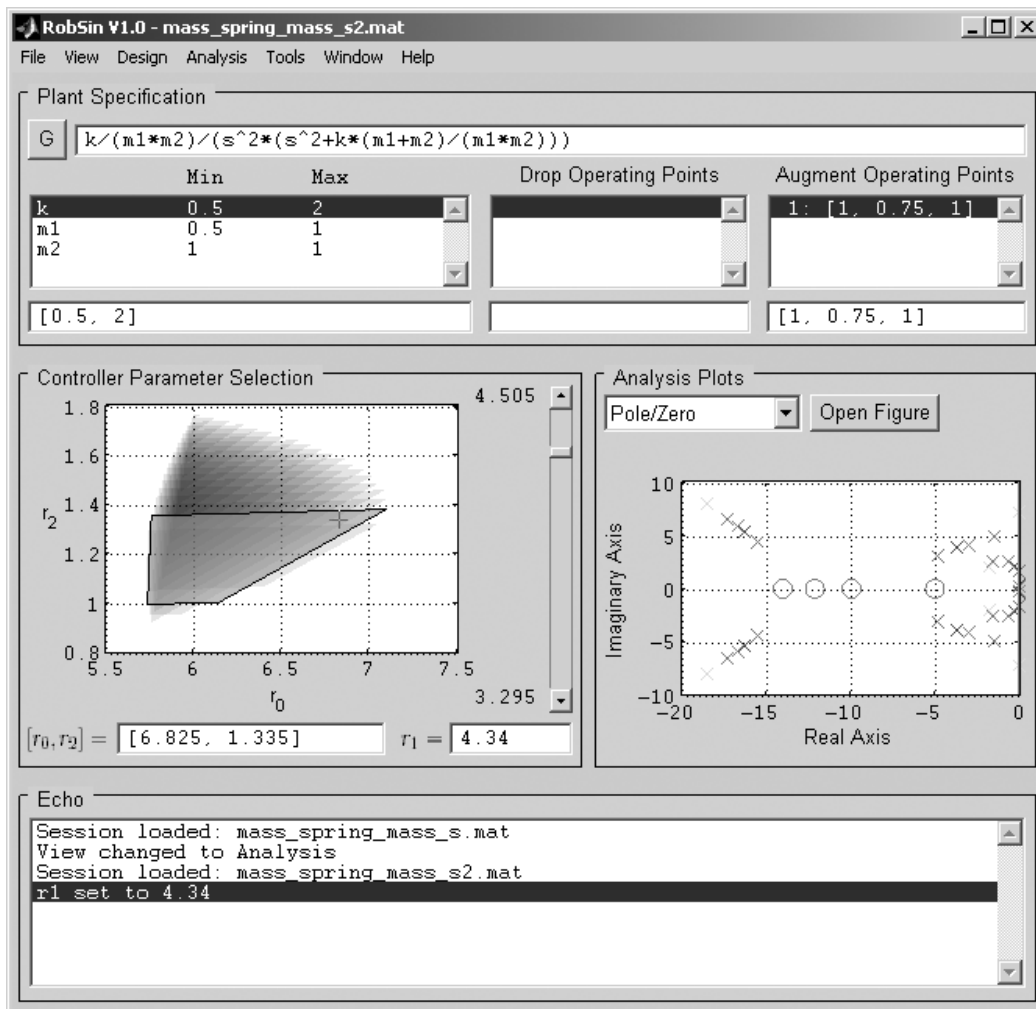 RobSin V1.0 - mass_spring_mass_s2.mat
File View Design Analysis Tools Window Help
Plant Specification
G k/(m1*m2)/(s^2*(s^2+k*(m1+m2)/(m1*m2)))
Min Max Drop Operating Points Augment Operating Points
k 0.5 2 1: [1, 0.75, 1]
m1 0.5 1
m2 1 1
[0.5, 2] [1, 0.75, 1]
Controller Parameter Selection
4.505
1.8
1.6
1.4
r2
1.2
1
0.8
5.5 6 6.5 7 7.5
r0
3.295
[r0,r2] = [6.825, 1.335] r1 = 4.34
Analysis Plots
Pole/Zero Open Figure
10
5
0
-5
-10
Imaginary Axis
-20 -15 -10 -5 0
Real Axis
Echo
Session loaded: mass_spring_mass_s.mat
View changed to Analysis
Session loaded: mass_spring_mass_s2.mat
r1 set to 4.34